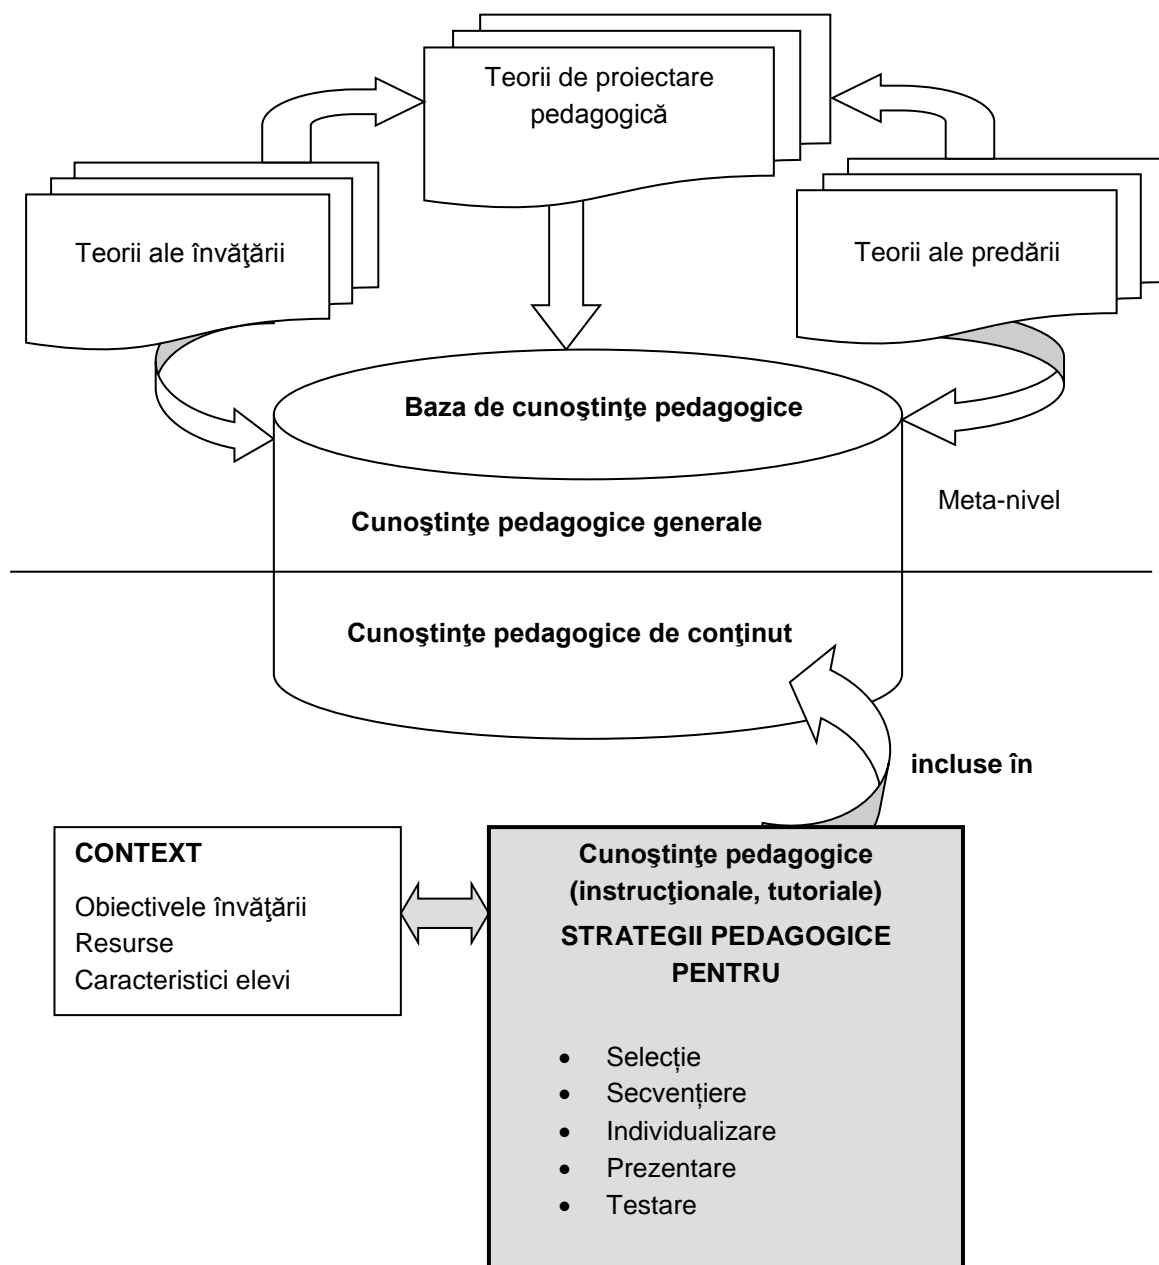 Teorii de proiectare
pedagogică
Teorii ale învăţării
Teorii ale predării
Baza de cunoştinţe pedagogice
Meta-nivel
Cunoştinţe pedagogice generale
Cunoştinţe pedagogice de conţinut
incluse în
CONTEXT
Obiectivele învăţării
Resurse
Caracteristici elevi
Cunoştinţe pedagogice
(instrucţionale, tutoriale)
STRATEGII PEDAGOGICE
PENTRU
• Selecție
• Secvențiere
• Individualizare
• Prezentare
• Testare